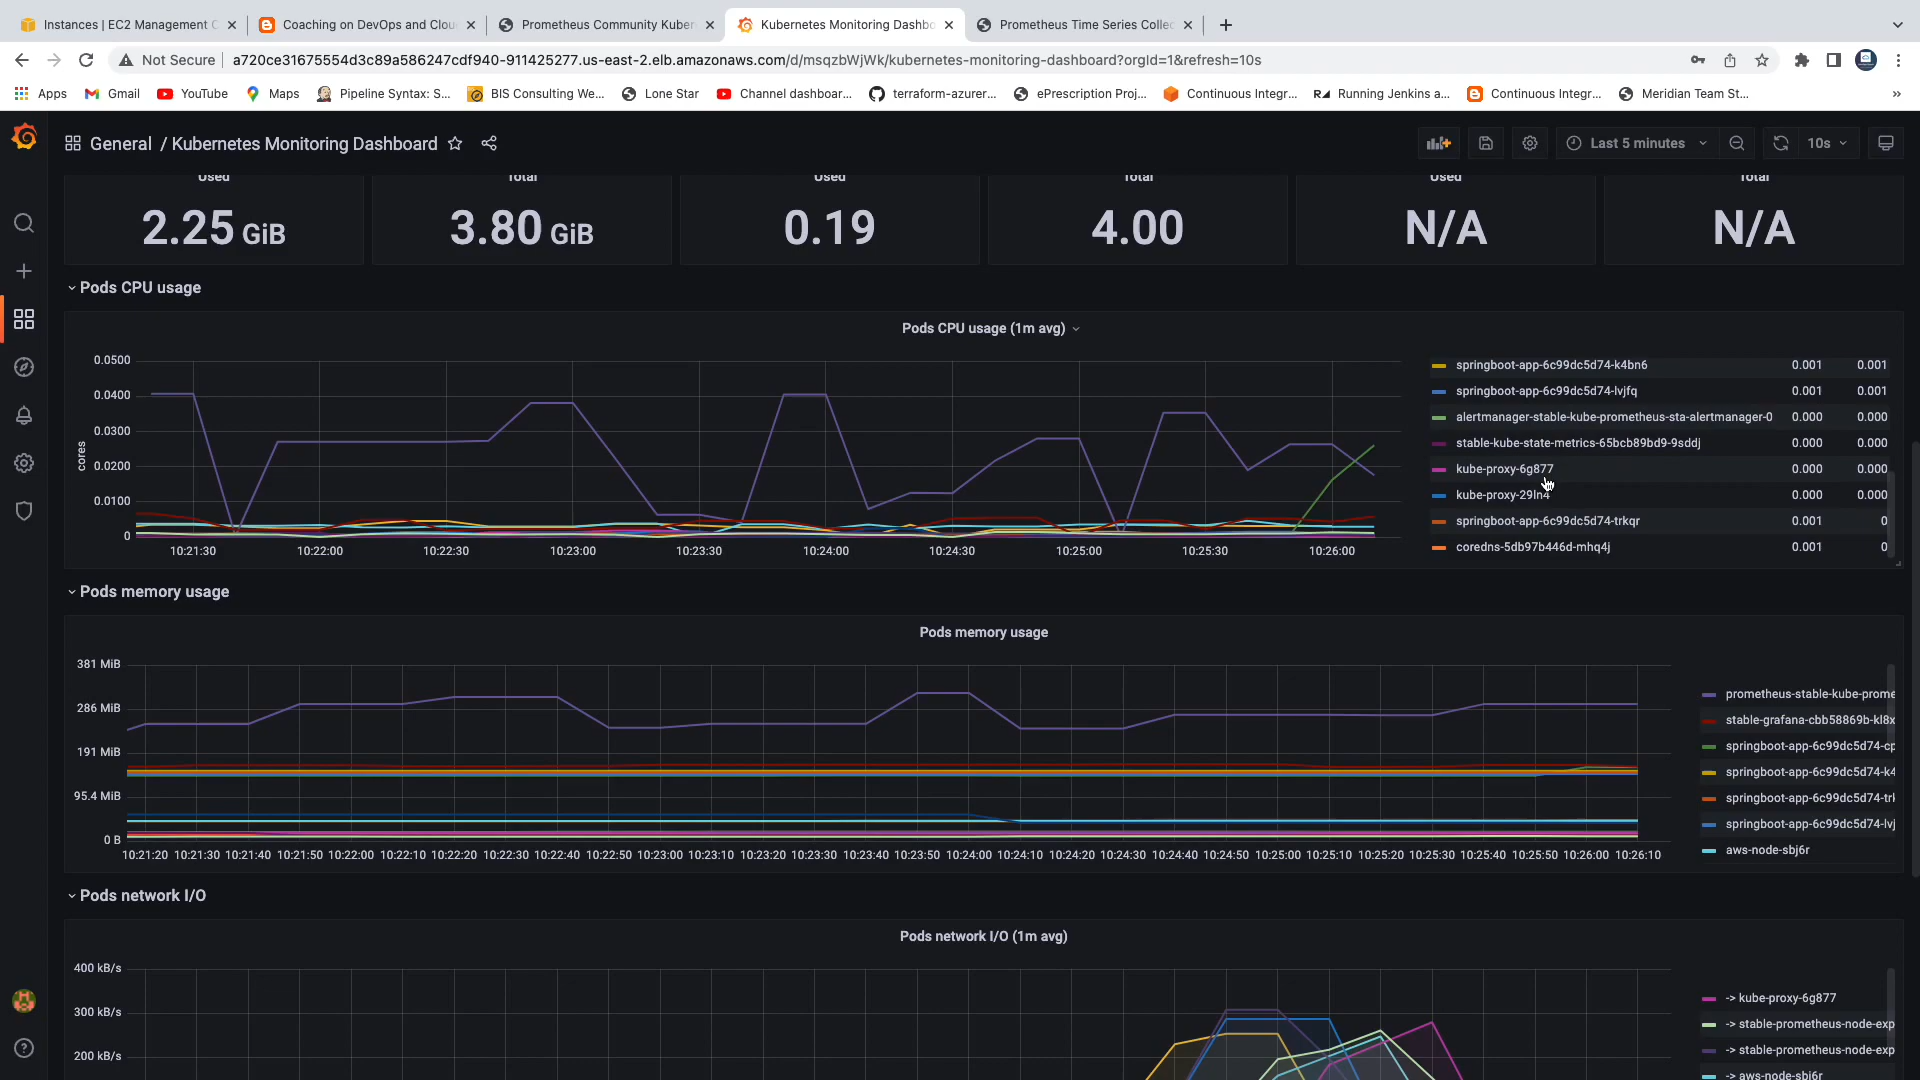 Instances | EC2 Management C
Coaching on DevOps and Clou
Prometheus Community Kuber
Kubernetes Monitoring Dashbo
Prometheus Time Series Collec
Not Secure
a720ce31675554d3c89a586247cdf940-911425277.us-east-2.elb.amazonaws.com/d/msqzbWjWk/kubernetes-monitoring-dashboard?orgId=1&refresh=10s
Apps
Gmail
YouTube
Maps
Pipeline Syntax: S...
BIS Consulting We...
Lone Star
Channel dashboar...
terraform-azurer...
ePrescription Proj...
Continuous Integr...
Running Jenkins a...
Continuous Integr...
Meridian Team St...
General / Kubernetes Monitoring Dashboard
Last 5 minutes
10s
Used
Total
Used
Total
Used
Total
2.25 GiB
3.80 GiB
0.19
4.00
N/A
N/A
Pods CPU usage
Pods CPU usage (1m avg)
cores
0.0500
0.0400
0.0300
0.0200
0.0100
0
10:21:30 10:22:00 10:22:30 10:23:00 10:23:30 10:24:00 10:24:30 10:25:00 10:25:30 10:26:00
springboot-app-6c99dc5d74-k4bn6 0.001 0.001
springboot-app-6c99dc5d74-lvjfq 0.001 0.001
alertmanager-stable-kube-prometheus-sta-alertmanager-0 0.000 0.000
stable-kube-state-metrics-65bcb89bd9-9sddj 0.000 0.000
kube-proxy-6g877 0.000 0.000
kube-proxy-29ln4 0.000 0.000
springboot-app-6c99dc5d74-trkqr 0.001 0
coredns-5db97b446d-mhq4j 0.001 0
Pods memory usage
Pods memory usage
381 MiB
286 MiB
191 MiB
95.4 MiB
0 B
10:21:20 10:21:30 10:21:40 10:21:50 10:22:00 10:22:10 10:22:20 10:22:30 10:22:40 10:22:50 10:23:00 10:23:10 10:23:20 10:23:30 10:23:40 10:23:50 10:24:00 10:24:10 10:24:20 10:24:30 10:24:40 10:24:50 10:25:00 10:25:10 10:25:20 10:25:30 10:25:40 10:25:50 10:26:00 10:26:10
prometheus-stable-kube-prome
stable-grafana-cbb58869b-kl8x
springboot-app-6c99dc5d74-cp
springboot-app-6c99dc5d74-k4
springboot-app-6c99dc5d74-trl
springboot-app-6c99dc5d74-lvj
aws-node-sbj6r
Pods network I/O
Pods network I/O (1m avg)
400 kB/s
300 kB/s
200 kB/s
-> kube-proxy-6g877
-> stable-prometheus-node-exp
-> stable-prometheus-node-exp
-> aws-node-sbj6r